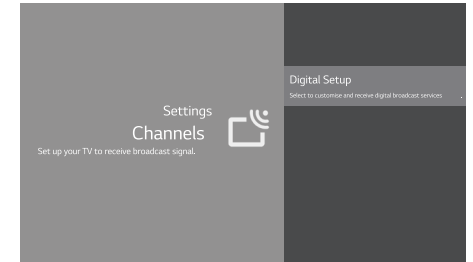 Settings
Channels
Set up your TV to receive broadcast signal.
Digital Setup
Select to customise and receive digital broadcast services .